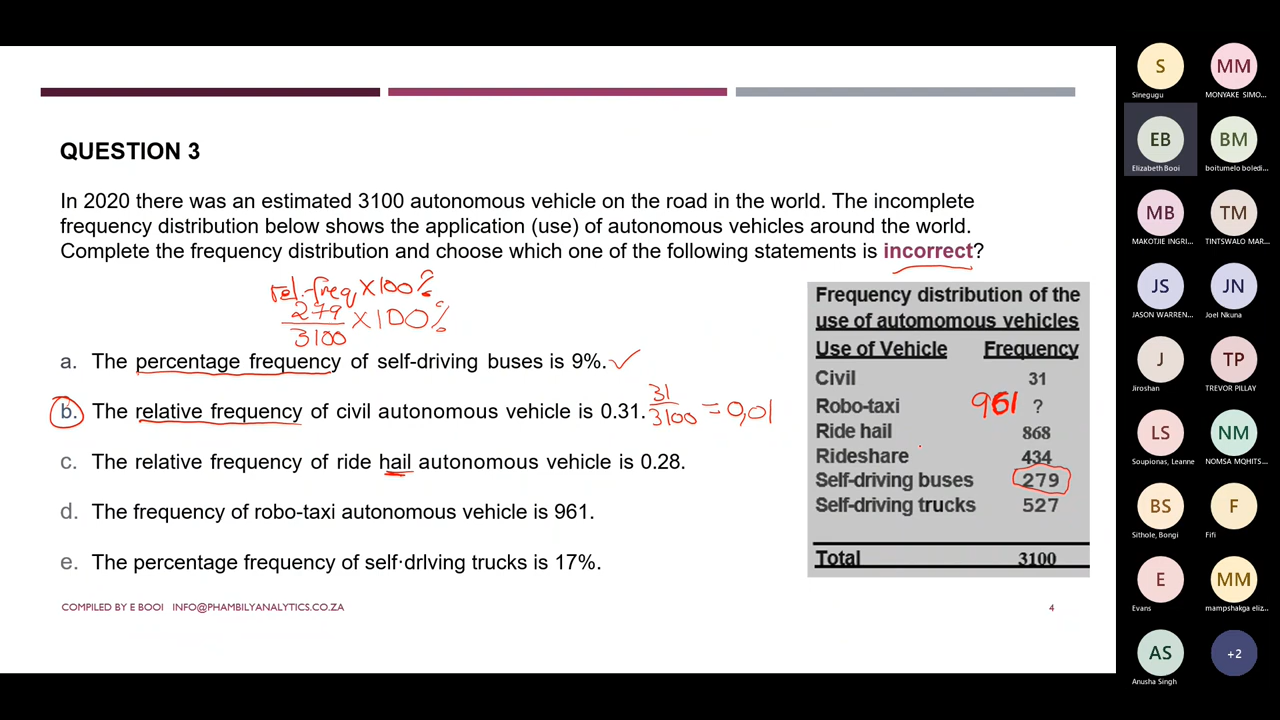 QUESTION 3
In 2020 there was an estimated 3100 autonomous vehicle on the road in the world. The incomplete
frequency distribution below shows the application (use) of autonomous vehicles around the world.
Complete the frequency distribution and choose which one of the following statements is incorrect?
rel. freq X 100%
279
3100
X 100%
a. The percentage frequency of self-driving buses is 9%. ✓
b. The relative frequency of civil autonomous vehicle is 0.31. 31/3100 = 0,01
c. The relative frequency of ride hail autonomous vehicle is 0.28.
d. The frequency of robo-taxi autonomous vehicle is 961.
e. The percentage frequency of self·drlvlng trucks is 17%.
Frequency distribution of the
use of automomous vehicles
Use of Vehicle Frequency
Civil 31
Robo-taxi 961 ?
Ride hail 868
Rideshare 434
Self-driving buses 279
Self-driving trucks 527
Total 3100
COMPILED BY E BOOI INFO@PHAMBILYANALYTICS.CO.ZA
4
S
Sinegugu
MM
MONYAKE SIMO...
EB
Elizabeth Booi
BM
boitumelo boledi...
MB
MAKOTJIE INGRI...
TM
TINTSWALO MAR...
JS
JASON WARREN...
JN
Joel Nkuna
J
Jiroshan
TP
TREVOR PILLAY
LS
Soupionas, Leanne
NM
NOMSA MQHITS...
BS
Sithole, Bongi
F
Fifi
E
Evans
MM
mampshakga eliz...
AS
Anusha Singh
+2